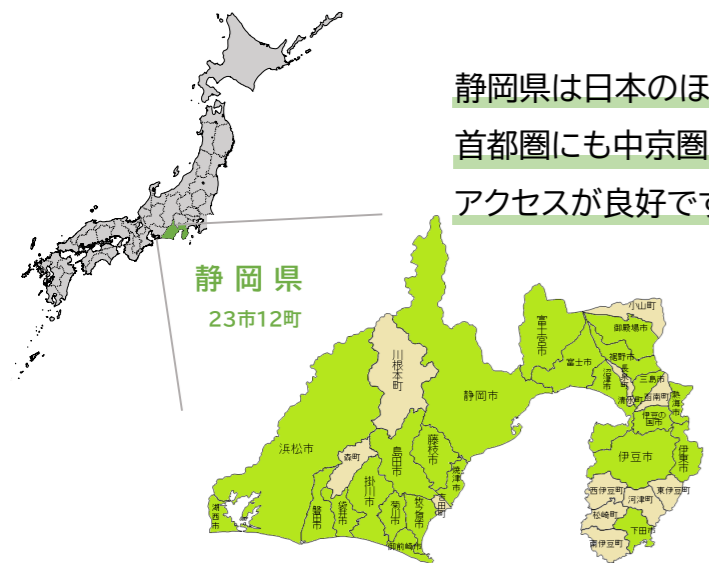 静岡県は日本のほ
首都圏にも中京圏
アクセスが良好です
静岡県
23市12町
小山町
御殿場市
富士宮市
裾野市
富士市
沼津市
長泉町
三島市
清水町
函南町
熱海市
伊豆の国市
伊豆市
伊東市
西伊豆町
河津町
東伊豆町
松崎町
下田市
南伊豆町
静岡市
川根本町
浜松市
森町
島田市
藤枝市
焼津市
吉田町
牧之原市
菊川市
掛川市
袋井市
磐田市
湖西市
御前崎市